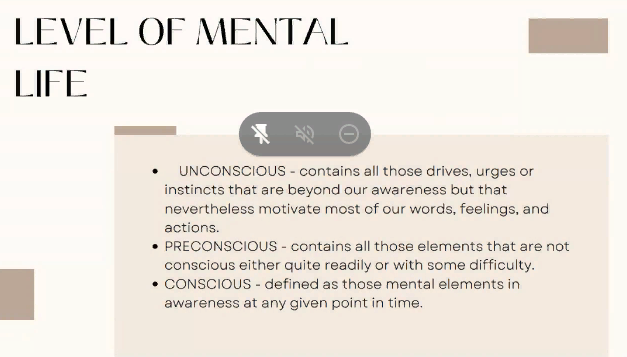 LEVEL OF MENTAL
LIFE
• UNCONSCIOUS - contains all those drives, urges or
instincts that are beyond our awareness but that
nevertheless motivate most of our words, feelings, and
actions.
• PRECONSCIOUS - contains all those elements that are not
conscious either quite readily or with some difficulty.
• CONSCIOUS - defined as those mental elements in
awareness at any given point in time.